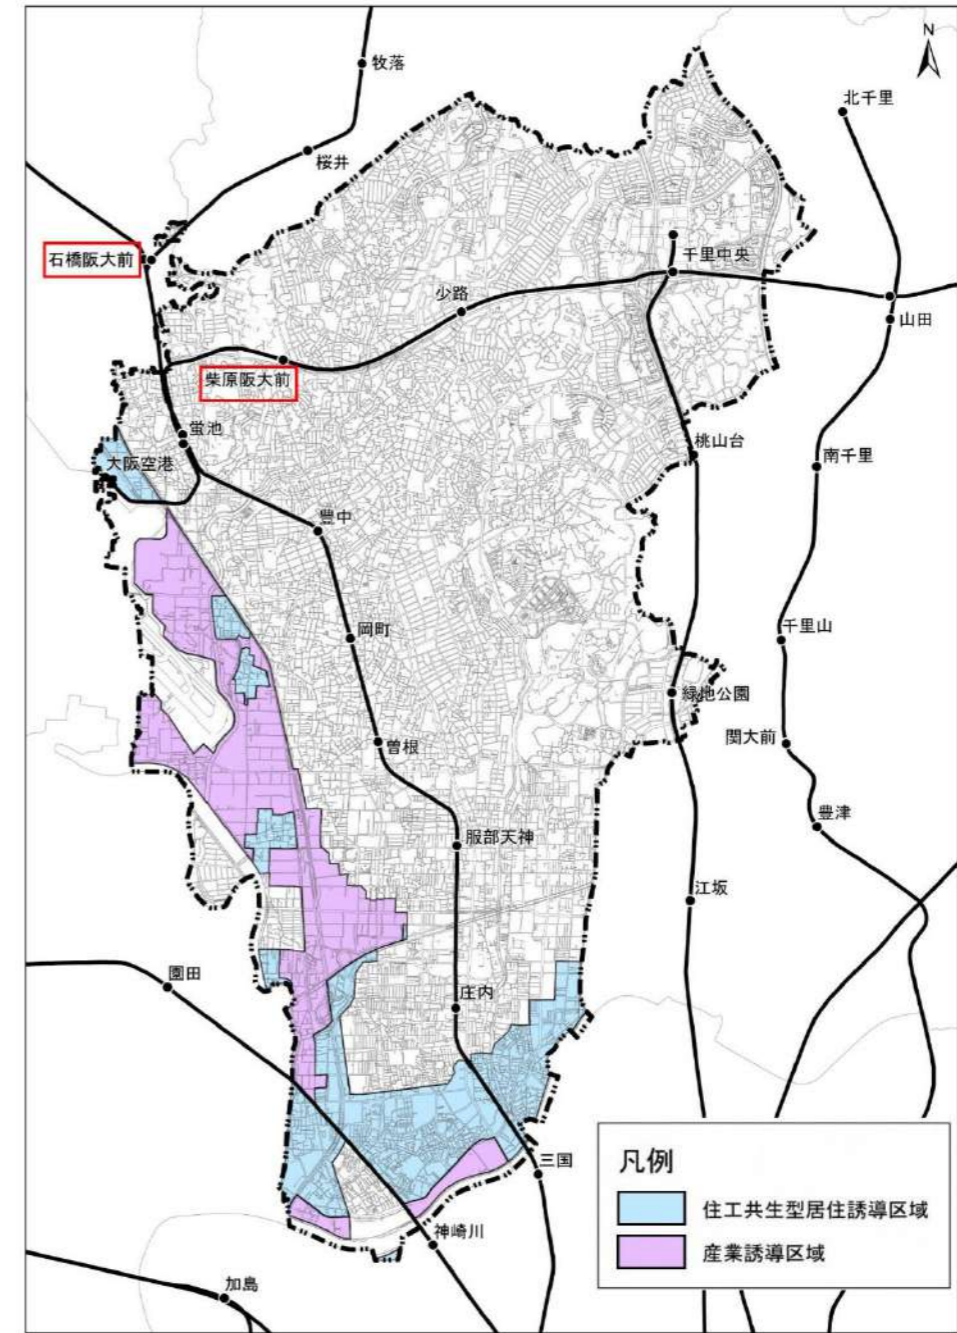 N
牧落
北千里
桜井
石橋阪大前
千里中央
少路
山田
柴原阪大前
蛍池
桃山台
大阪空港
南千里
豊中
岡町
千里山
緑地公園
関大前
曽根
豊津
服部天神
江坂
園田
庄内
三国
神崎川
加島
凡例
住工共生型居住誘導区域
産業誘導区域